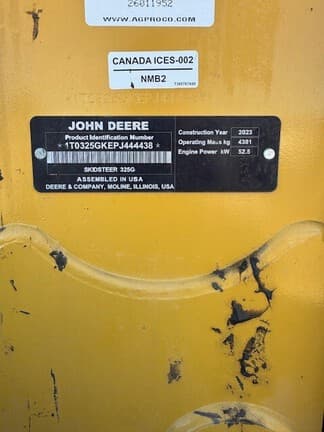 26011952
WWW.AGPROCO.COM
CANADA ICES-002
NMB2
JOHN DEERE
Product Identification Number
*1T0325GKEPJ444438*
SKIDSTEER 325G
ASSEMBLED IN USA
DEERE & COMPANY, MOLINE, ILLINOIS, USA
Construction Year 2023
Operating Mass kg 4381
Engine Power kW 52.5